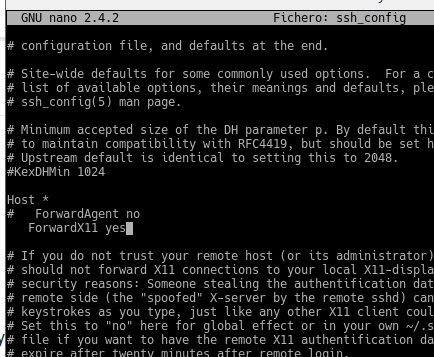 GNU nano 2.4.2 Fichero: ssh_config
# configuration file, and defaults at the end.
# Site-wide defaults for some commonly used options. For a c
# list of available options, their meanings and defaults, ple
# ssh_config(5) man page.
# Minimum accepted size of the DH parameter p. By default thi
# to maintain compatibility with RFC4419, but should be set h
# Upstream default is identical to setting this to 2048.
#KexDHMin 1024
Host *
# ForwardAgent no
ForwardX11 yes
# If you do not trust your remote host (or its administrator)
# should not forward X11 connections to your local X11-displa
# security reasons: Someone stealing the authentification dat
# remote side (the "spoofed" X-server by the remote sshd) can
# keystrokes as you type, just like any other X11 client coul
# Set this to "no" here for global effect or in your own ~/.s
# file if you want to have the remote X11 authentification da
# expire after twenty minutes after remote login.